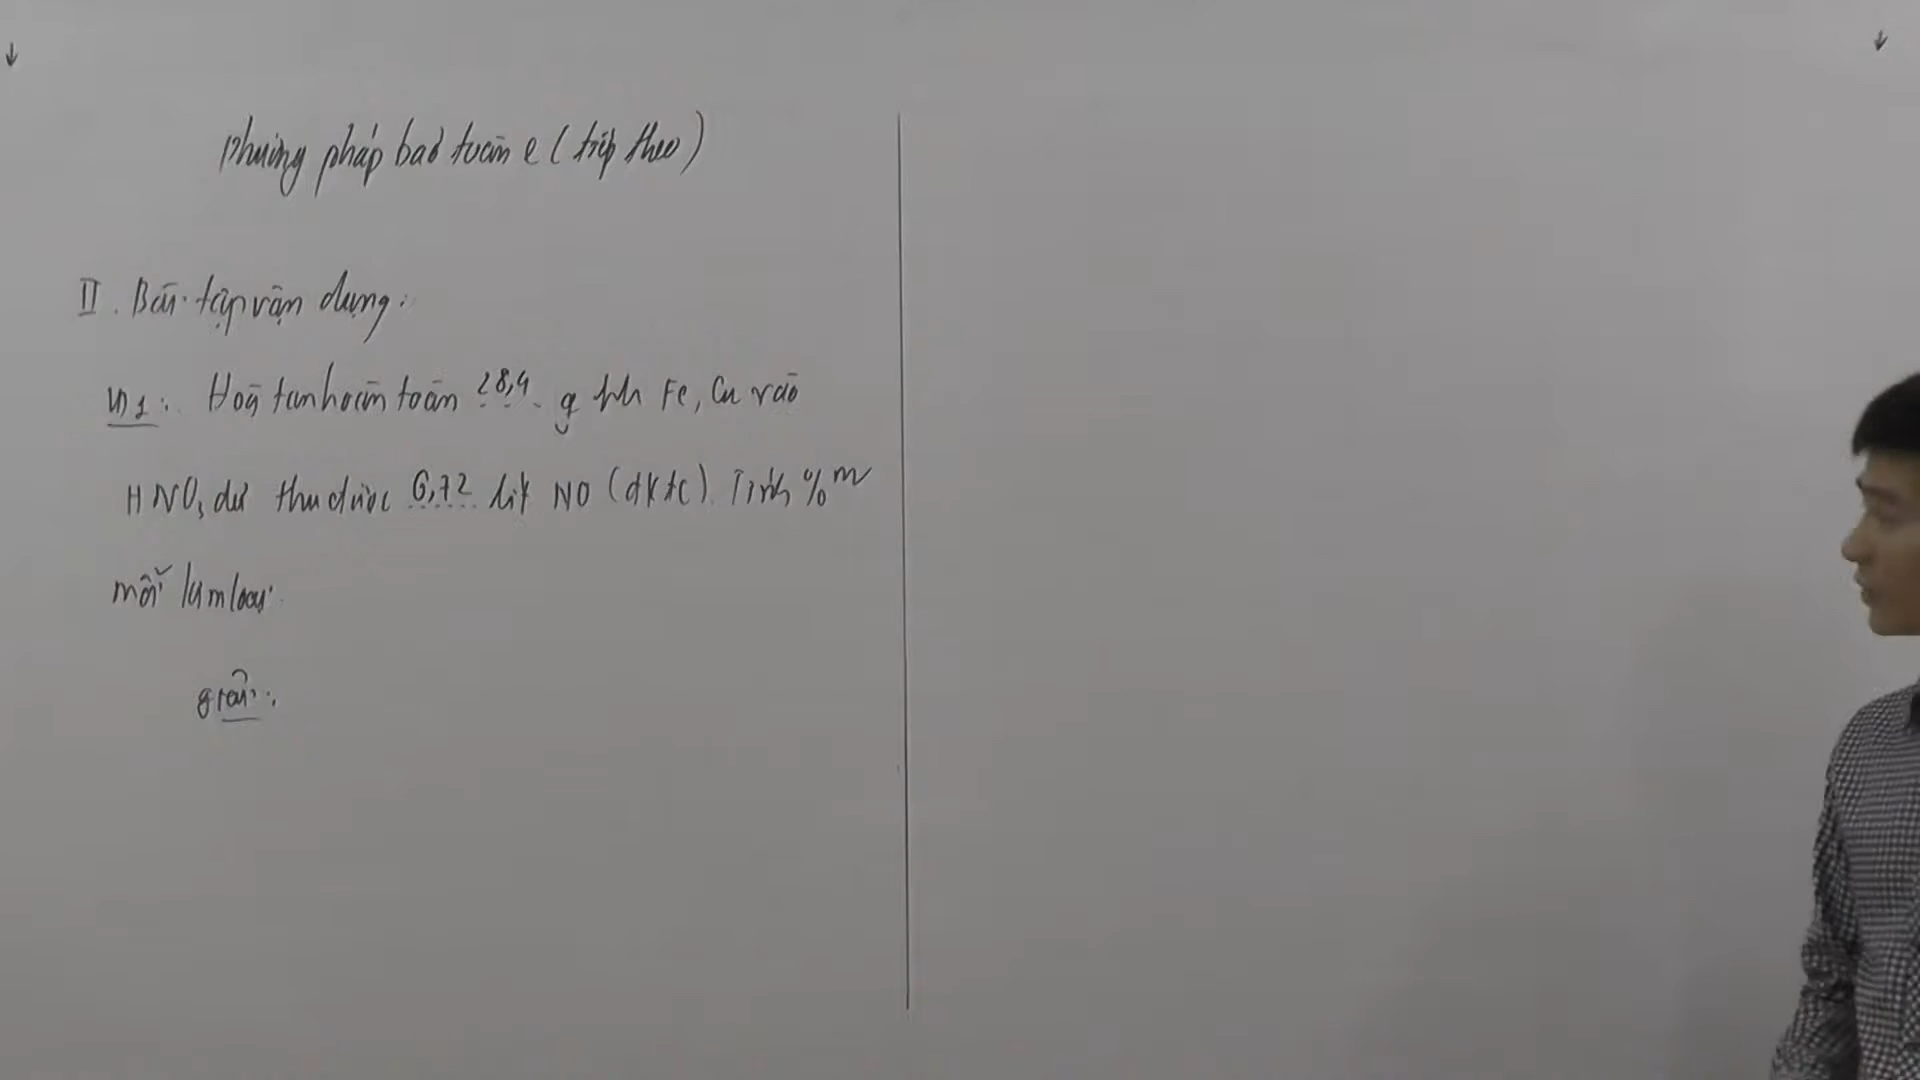 Phương pháp bảo toàn e (tiếp theo)
II. Bài tập vận dụng:
VD1: Hoà tan hoàn toàn 28,4 g hh Fe, Cu vào
HNO3 dư thu được 6,72 lít NO (đktc). Tính %m
mỗi kim loại.
giải: